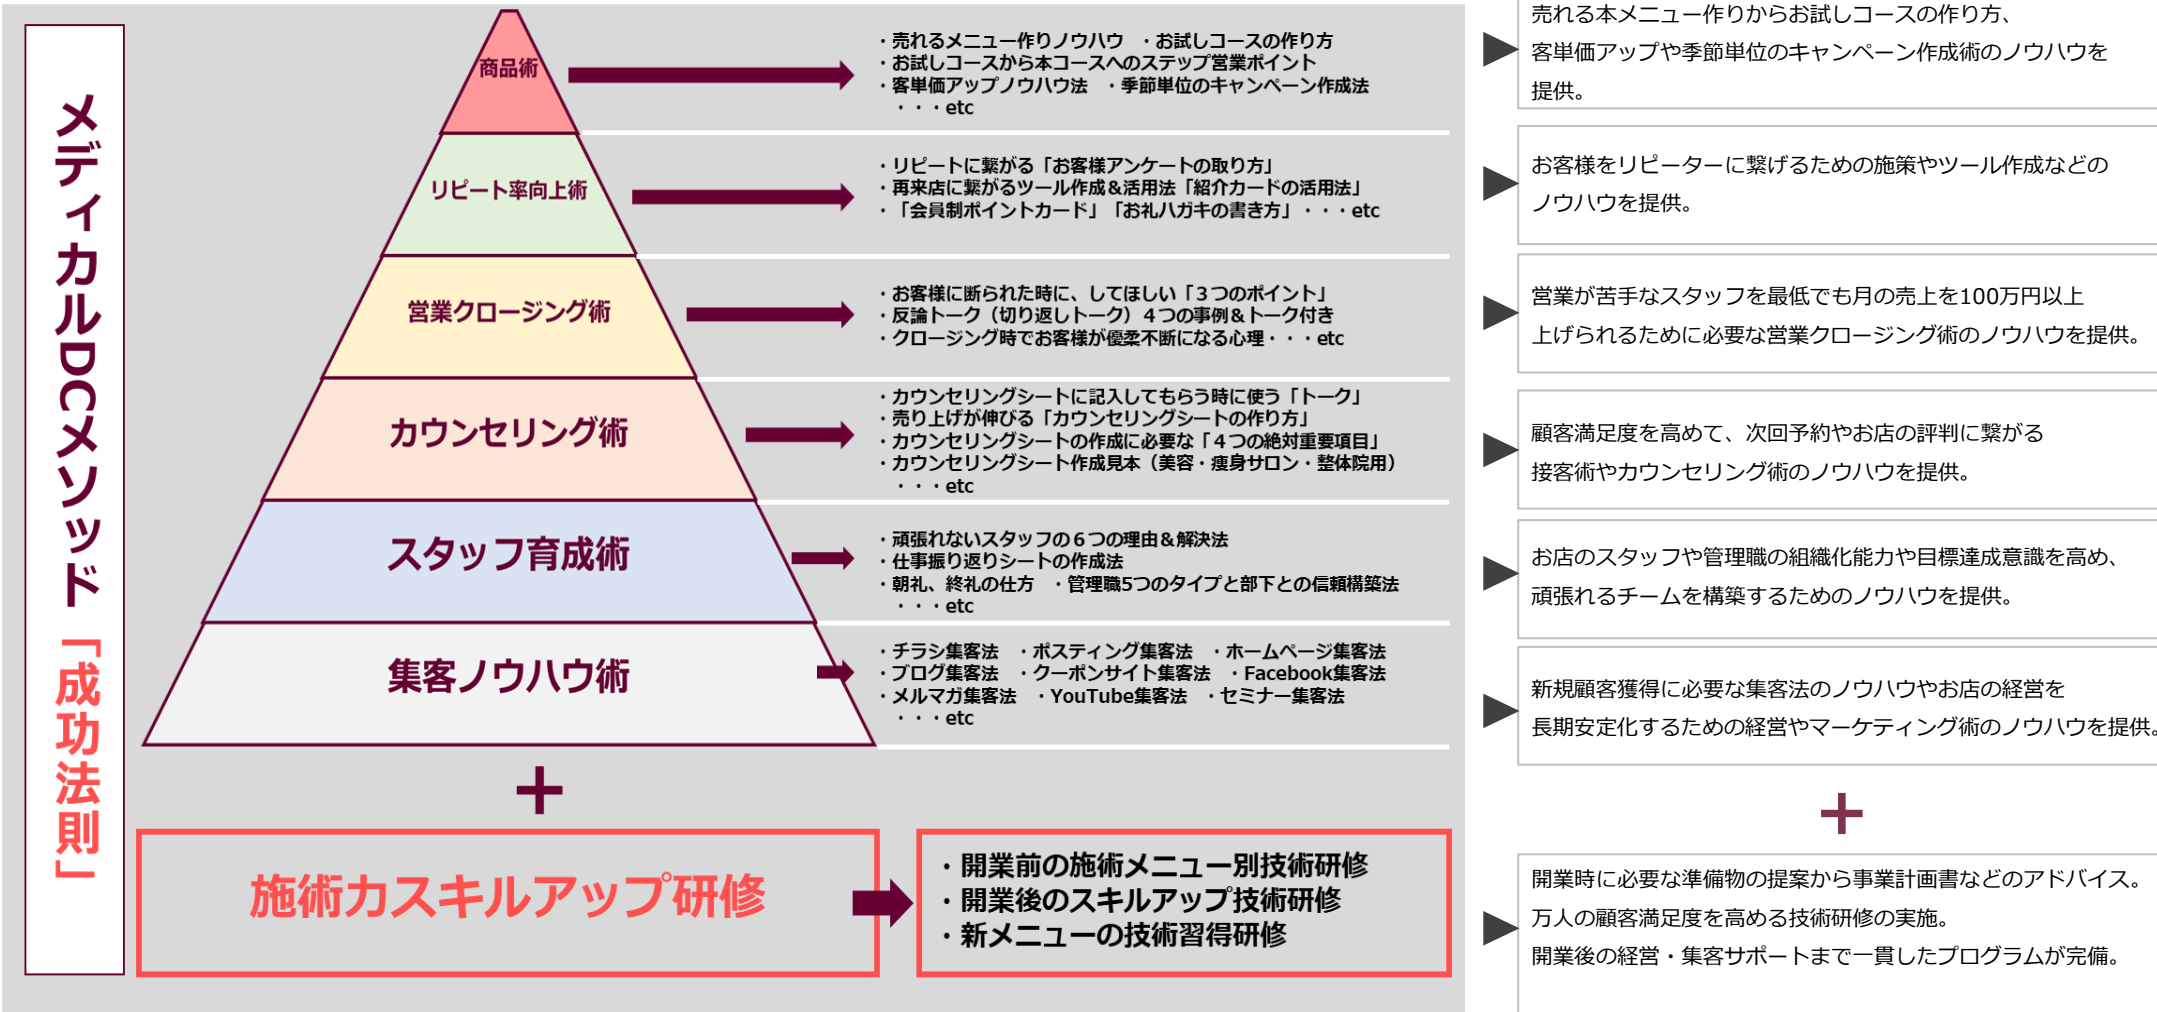 メディカルDCメソッド「成功法則」
商品術
・売れるメニュー作りノウハウ ・お試しコースの作り方
・お試しコースから本コースへのステップ営業ポイント
・客単価アップノウハウ法 ・季節単位のキャンペーン作成法
・・・etc
売れる本メニュー作りからお試しコースの作り方、
客単価アップや季節単位のキャンペーン作成術のノウハウを
提供。
リピート率向上術
・リピートに繋がる「お客様アンケートの取り方」
・再来店に繋がるツール作成&活用法「紹介カードの活用法」
・「会員制ポイントカード」「お礼ハガキの書き方」・・・etc
お客様をリピーターに繋げるための施策やツール作成などの
ノウハウを提供。
営業クロージング術
・お客様に断られた時に、してほしい「3つのポイント」
・反論トーク(切り返しトーク)4つの事例&トーク付き
・クロージング時でお客様が優柔不断になる心理・・・etc
営業が苦手なスタッフを最低でも月の売上を100万円以上
上げられるために必要な営業クロージング術のノウハウを提供。
カウンセリング術
・カウンセリングシートに記入してもらう時に使う「トーク」
・売り上げが伸びる「カウンセリングシートの作り方」
・カウンセリングシートの作成に必要な「4つの絶対重要項目」
・カウンセリングシート作成見本(美容・痩身サロン・整体院用)
・・・etc
顧客満足度を高めて、次回予約やお店の評判に繋がる
接客術やカウンセリング術のノウハウを提供。
スタッフ育成術
・頑張れないスタッフの6つの理由&解決法
・仕事振り返りシートの作成法
・朝礼、終礼の仕方 ・管理職5つのタイプと部下との信頼構築法
・・・etc
お店のスタッフや管理職の組織化能力や目標達成意識を高め、
頑張れるチームを構築するためのノウハウを提供。
集客ノウハウ術
・チラシ集客法 ・ポスティング集客法 ・ホームページ集客法
・ブログ集客法 ・クーポンサイト集客法 ・Facebook集客法
・メルマガ集客法 ・YouTube集客法 ・セミナー集客法
・・・etc
新規顧客獲得に必要な集客法のノウハウやお店の経営を
長期安定化するための経営やマーケティング術のノウハウを提供。
+
+
施術力スキルアップ研修
・開業前の施術メニュー別技術研修
・開業後のスキルアップ技術研修
・新メニューの技術習得研修
開業時に必要な準備物の提案から事業計画書などのアドバイス。
万人の顧客満足度を高める技術研修の実施。
開業後の経営・集客サポートまで一貫したプログラムが完備。